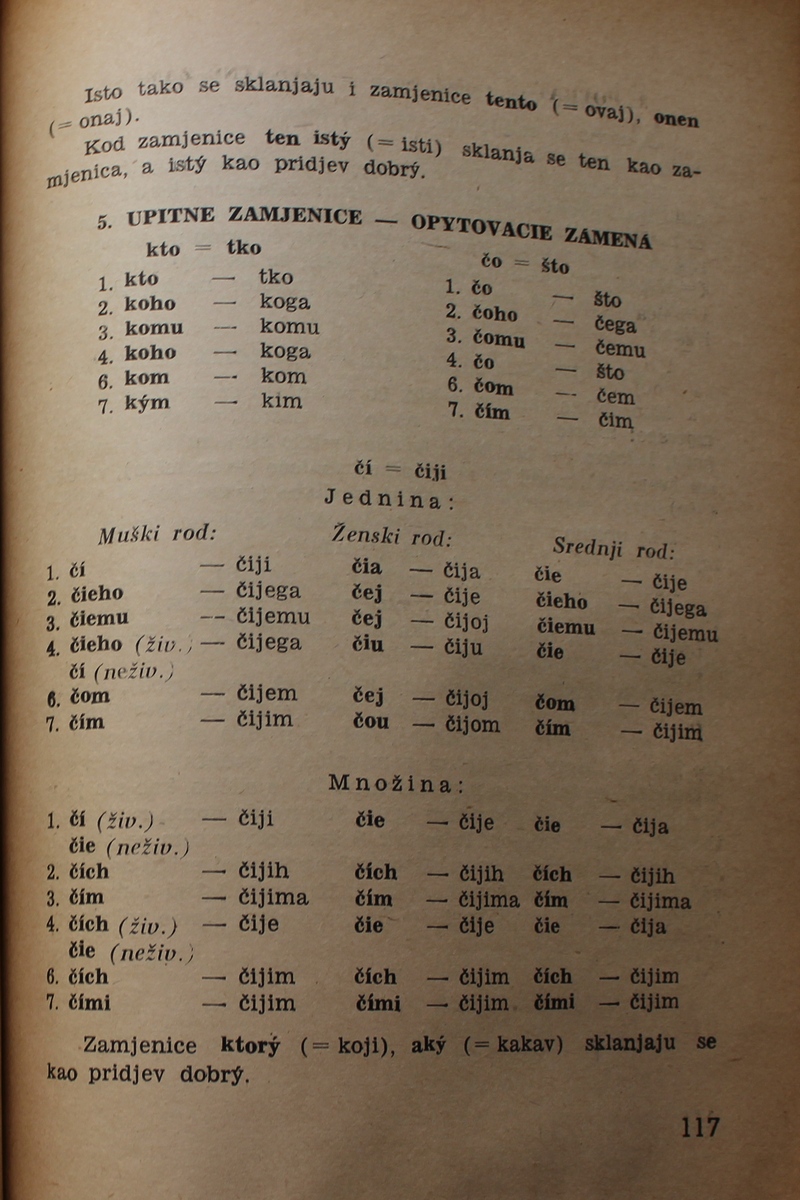 Isto tako se sklanjaju i zamjenice tento (= ovaj), onen
(= onaj).
Kod zamjenice ten istý (= isti) sklanja se ten kao za-
mjenica, a istý kao pridjev dobrý.
5. UPITNE ZAMJENICE — OPYTOVACIE ZÁMENÁ
kto = tko čo = što
1. kto — tko 1. čo — što
2. koho — koga 2. čoho — čega
3. komu — komu 3. čomu — čemu
4. koho — koga 4. čo — što
6. kom — kom 6. čom — čem
7. kým — kim 7. čím — čim
čí = čiji
Jednina:
Muški rod: Ženski rod: Srednji rod:
1. čí — čiji čia — čija čie — čije
2. čieho — čijega čej — čije čieho — čijega
3. čiemu — čijemu čej — čijoj čiemu — čijemu
4. čieho (živ.) — čijega čiu — čiju čie — čije
čí (neživ.)
6. čom — čijem čej — čijoj čom — čijem
7. čím — čijim čou — čijom čím — čijim
Množina:
1. čí (živ.) — čiji čie — čije čie — čija
čie (neživ.)
2. čích — čijih čích — čijih čích — čijih
3. čím — čijima čím — čijima čím — čijima
4. čích (živ.) — čije čie — čije čie — čija
čie (neživ.)
6. čích — čijim čích — čijim čích — čijim
7. čími — čijim čími — čijim čími — čijim
Zamjenice ktorý (= koji), aký (= kakav) sklanjaju se
kao pridjev dobrý.
117